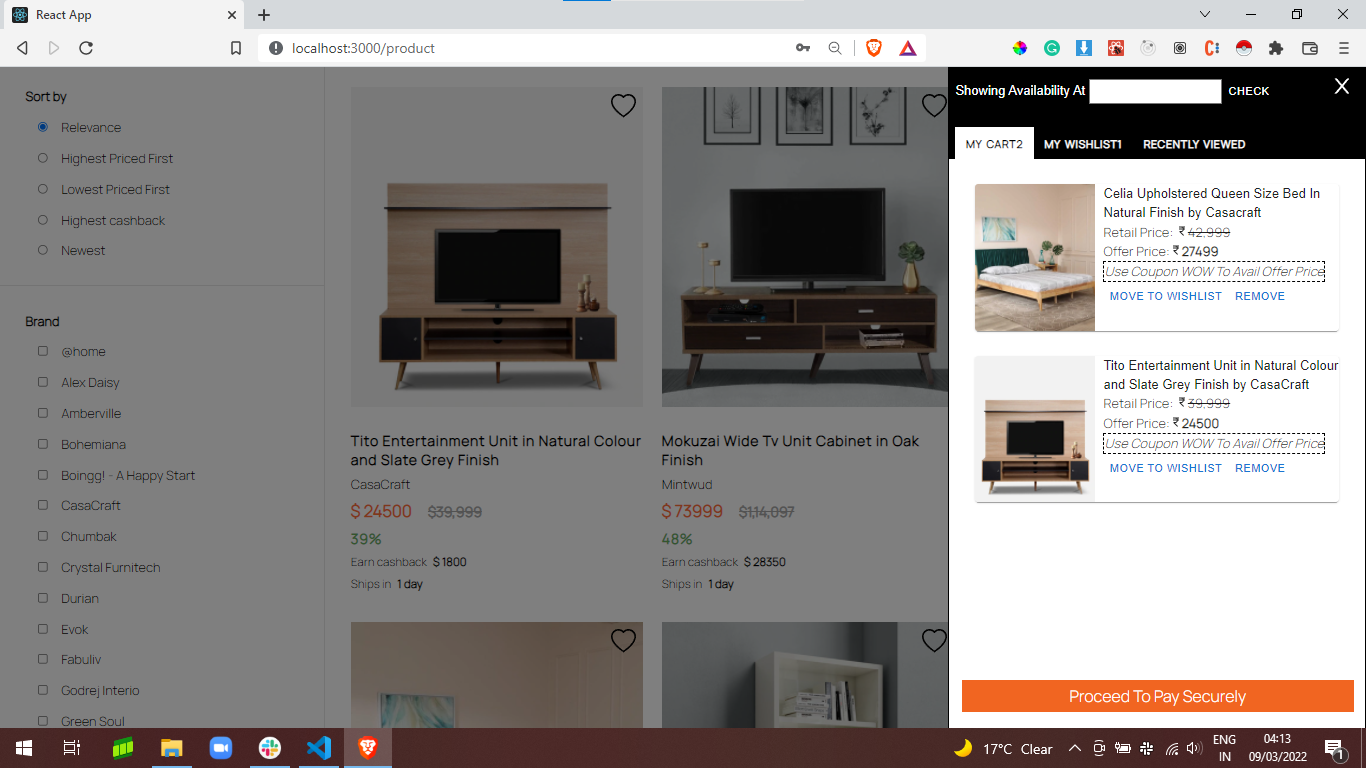 React App
localhost:3000/product
Sort by
Relevance
Highest Priced First
Lowest Priced First
Highest cashback
Newest
Brand
@home
Alex Daisy
Amberville
Bohemiana
Boingg! - A Happy Start
CasaCraft
Chumbak
Crystal Furnitech
Durian
Evok
Fabuliv
Godrej Interio
Green Soul
Tito Entertainment Unit in Natural Colour
and Slate Grey Finish
CasaCraft
$ 24500 $39,999
39%
Earn cashback $ 1800
Ships in 1 day
Mokuzai Wide Tv Unit Cabinet in Oak
Finish
Mintwud
$ 73999 $1,14,097
48%
Earn cashback $ 28350
Ships in 1 day
Showing Availability At CHECK X
MY CART2 MY WISHLIST1 RECENTLY VIEWED
Celia Upholstered Queen Size Bed In
Natural Finish by Casacraft
Retail Price: ₹ 42,999
Offer Price: ₹ 27499
Use Coupon WOW To Avail Offer Price
MOVE TO WISHLIST REMOVE
Tito Entertainment Unit in Natural Colour
and Slate Grey Finish by CasaCraft
Retail Price: ₹ 39,999
Offer Price: ₹ 24500
Use Coupon WOW To Avail Offer Price
MOVE TO WISHLIST REMOVE
Proceed To Pay Securely
17°C Clear
ENG
IN
04:13
09/03/2022
1